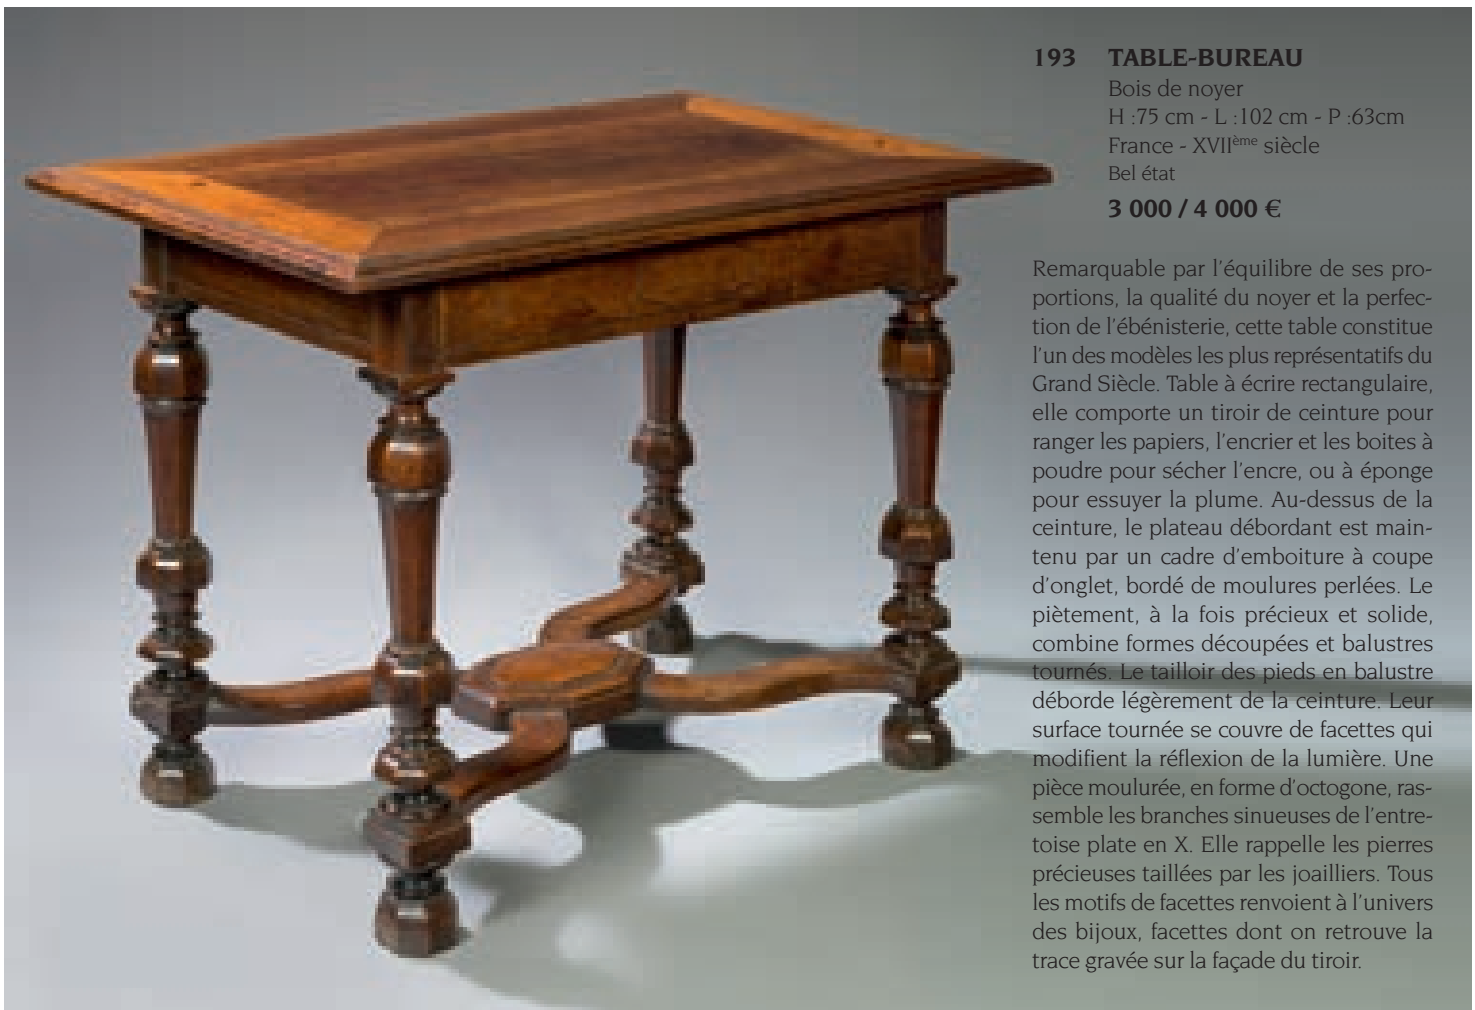 193 TABLE-BUREAU
Bois de noyer
H :75 cm - L :102 cm - P :63cm
France - XVIIème siècle
Bel état
3 000 / 4 000 €
Remarquable par l'équilibre de ses pro-
portions, la qualité du noyer et la perfec-
tion de l'ébénisterie, cette table constitue
l'un des modèles les plus représentatifs du
Grand Siècle. Table à écrire rectangulaire,
elle comporte un tiroir de ceinture pour
ranger les papiers, l'encrier et les boites à
poudre pour sécher l'encre, ou à éponge
pour essuyer la plume. Au-dessus de la
ceinture, le plateau débordant est main-
tenu par un cadre d'emboiture à coupe
d'onglet, bordé de moulures perlées. Le
piètement, à la fois précieux et solide,
combine formes découpées et balustres
tournés. Le tailloir des pieds en balustre
déborde légèrement de la ceinture. Leur
surface tournée se couvre de facettes qui
modifient la réflexion de la lumière. Une
pièce moulurée, en forme d'octogone, ras-
semble les branches sinueuses de l'entre-
toise plate en X. Elle rappelle les pierres
précieuses taillées par les joailliers. Tous
les motifs de facettes renvoient à l'univers
des bijoux, facettes dont on retrouve la
trace gravée sur la façade du tiroir.